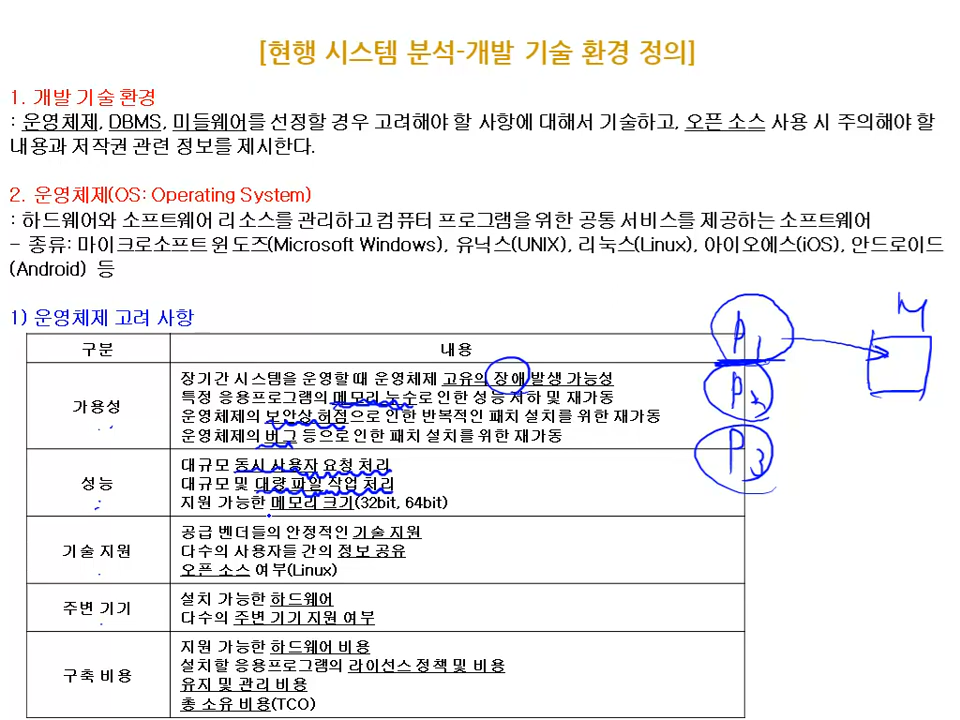 [현행 시스템 분석-개발 기술 환경 정의]
1. 개발 기술 환경
: 운영체제, DBMS, 미들웨어를 선정할 경우 고려해야 할 사항에 대해서 기술하고, 오픈 소스 사용 시 주의해야 할
내용과 저작권 관련 정보를 제시한다.
2. 운영체제(OS: Operating System)
: 하드웨어와 소프트웨어 리소스를 관리하고 컴퓨터 프로그램을 위한 공통 서비스를 제공하는 소프트웨어
- 종류: 마이크로소프트 윈도즈(Microsoft Windows), 유닉스(UNIX), 리눅스(Linux), 아이오에스(iOS), 안드로이드
(Android) 등
1) 운영체제 고려 사항
구분 내용
가용성
장기간 시스템을 운영할 때 운영체제 고유의 장애 발생 가능성
특정 응용프로그램의 메모리 누수로 인한 성능 저하 및 재가동
운영체제의 보안상 허점으로 인한 반복적인 패치 설치를 위한 재가동
운영체제의 버그 등으로 인한 패치 설치를 위한 재가동
성능
대규모 동시 사용자 요청 처리
대규모 및 대량 파일 작업 처리
지원 가능한 메모리 크기(32bit, 64bit)
기술 지원
공급 벤더들의 안정적인 기술 지원
다수의 사용자들 간의 정보 공유
오픈 소스 여부(Linux)
주변 기기
설치 가능한 하드웨어
다수의 주변 기기 지원 여부
구축 비용
지원 가능한 하드웨어 비용
설치할 응용프로그램의 라이선스 정책 및 비용
유지 및 관리 비용
총 소유 비용(TCO)
P1
P2
P3
M